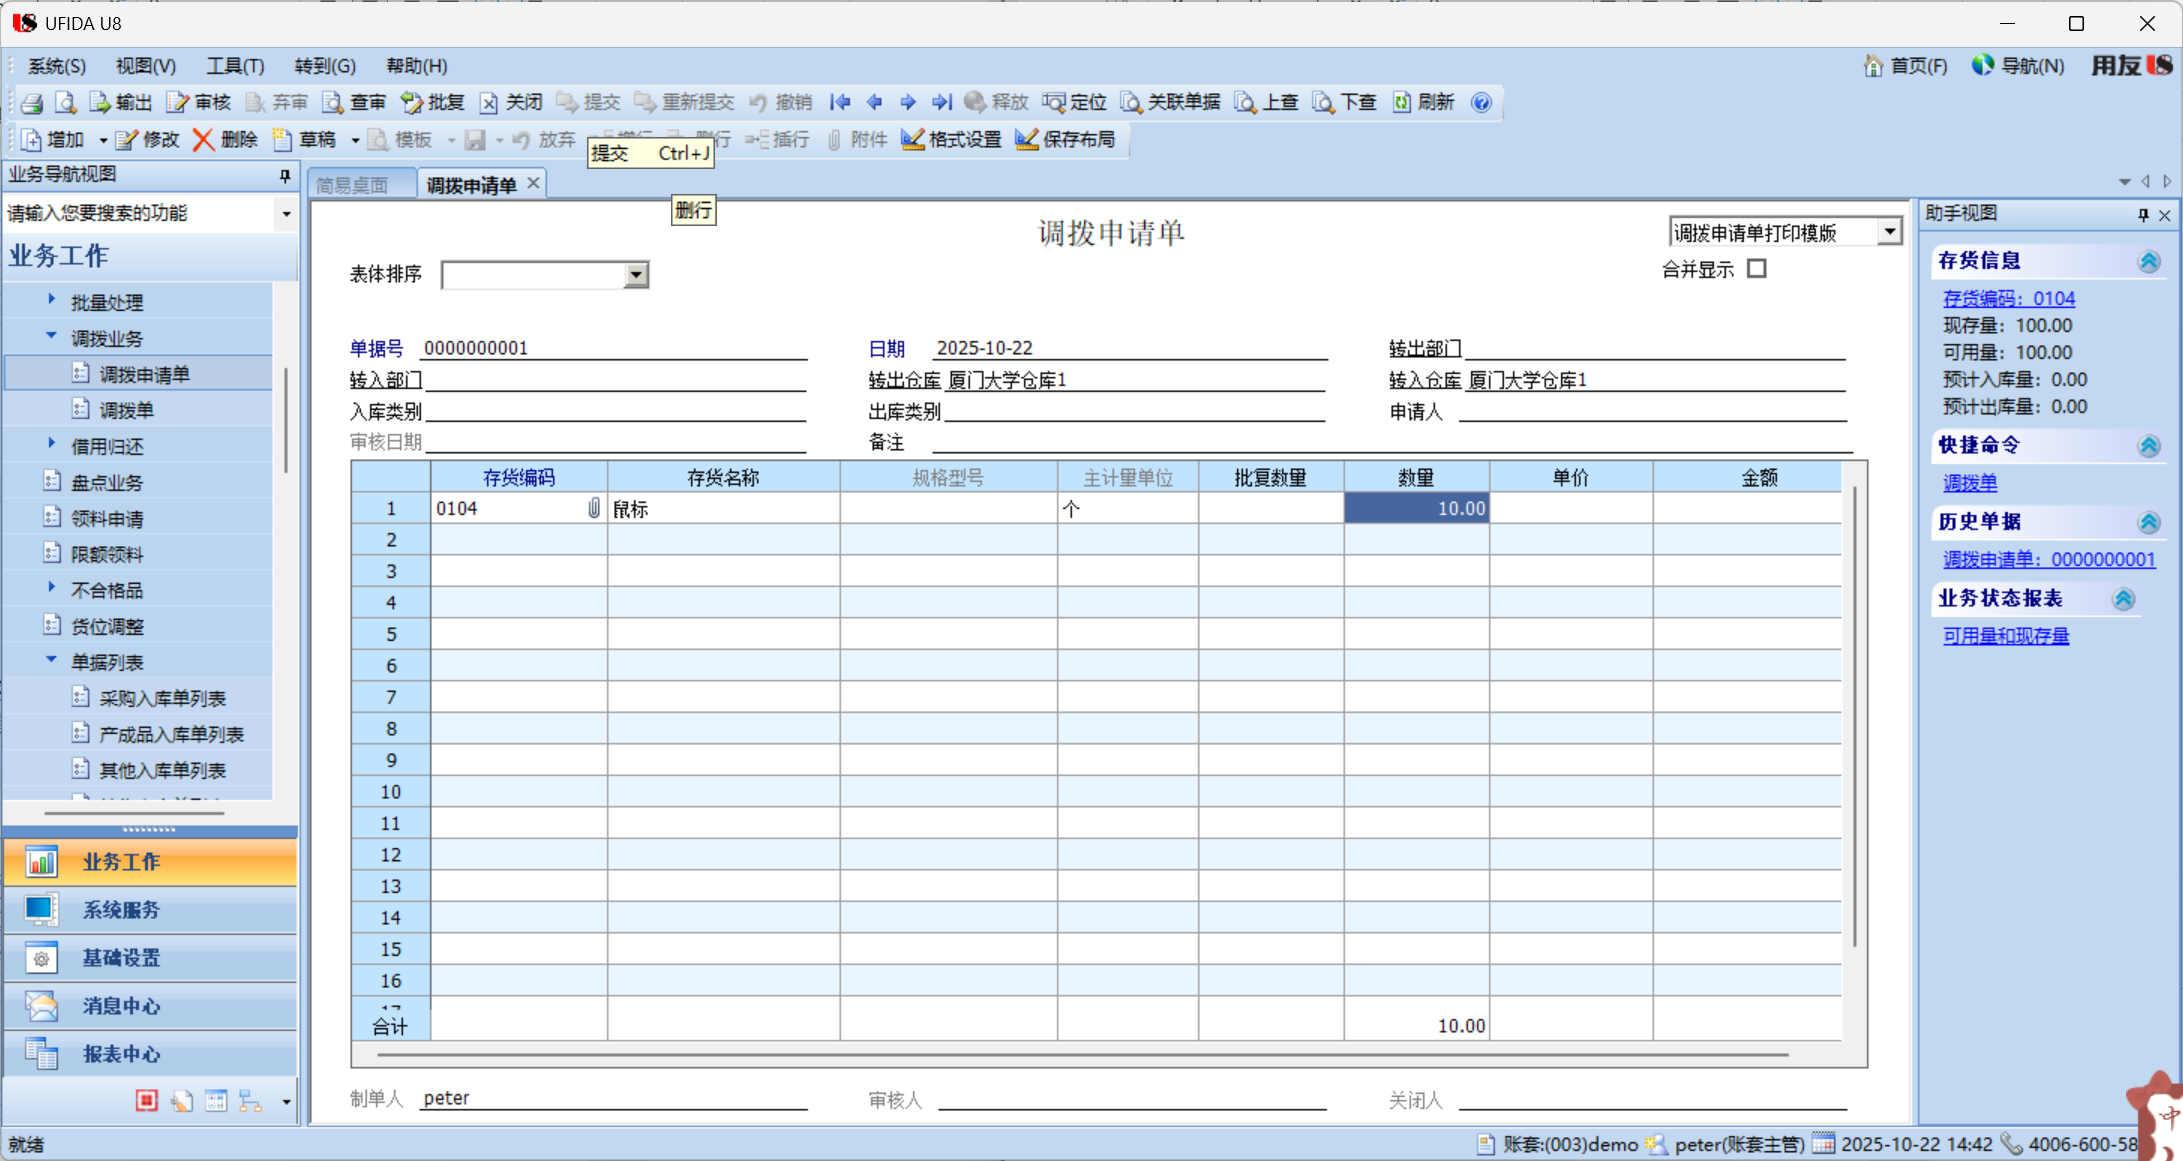 UFIDA U8
系统(S) 视图(V) 工具(T) 转到(G) 帮助(H) 首页(F) 导航(N) 用友U8
输出 审核 弃审 查审 批复 关闭 提交 重新提交 撤销 释放 定位 关联单据 上查 下查 刷新
增加 修改 删除 草稿 模板 放弃 删行 插行 附件 格式设置 保存布局
提交 Ctrl+J
删行
业务导航视图
请输入您要搜索的功能
业务工作
批量处理
调拨业务
调拨申请单
调拨单
借用归还
盘点业务
领料申请
限额领料
不合格品
货位调整
单据列表
采购入库单列表
产成品入库单列表
其他入库单列表
业务工作
系统服务
基础设置
消息中心
报表中心
简易桌面 调拨申请单
调拨申请单
调拨申请单打印模版
表体排序
合并显示
单据号 0000000001 日期 2025-10-22 转出部门
转入部门 转出仓库 厦门大学仓库1 转入仓库 厦门大学仓库1
入库类别 出库类别 申请人
审核日期 备注
存货编码 存货名称 规格型号 主计量单位 批复数量 数量 单价 金额
1 0104 鼠标 个 10.00
2
3
4
5
6
7
8
9
10
11
12
13
14
15
16
合计 10.00
制单人 peter 审核人 关闭人
助手视图
存货信息
存货编码：0104
现存量：100.00
可用量：100.00
预计入库量：0.00
预计出库量：0.00
快捷命令
调拨单
历史单据
调拨申请单：0000000001
业务状态报表
可用量和现存量
中
就绪 账套:(003)demo peter(账套主管) 2025-10-22 14:42 4006-600-58